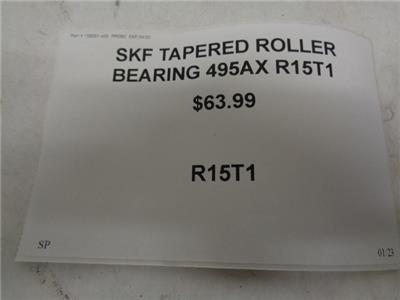 SKF TAPERED ROLLER
BEARING 495AX R15T1
$63.99
R15T1
SP
01/23